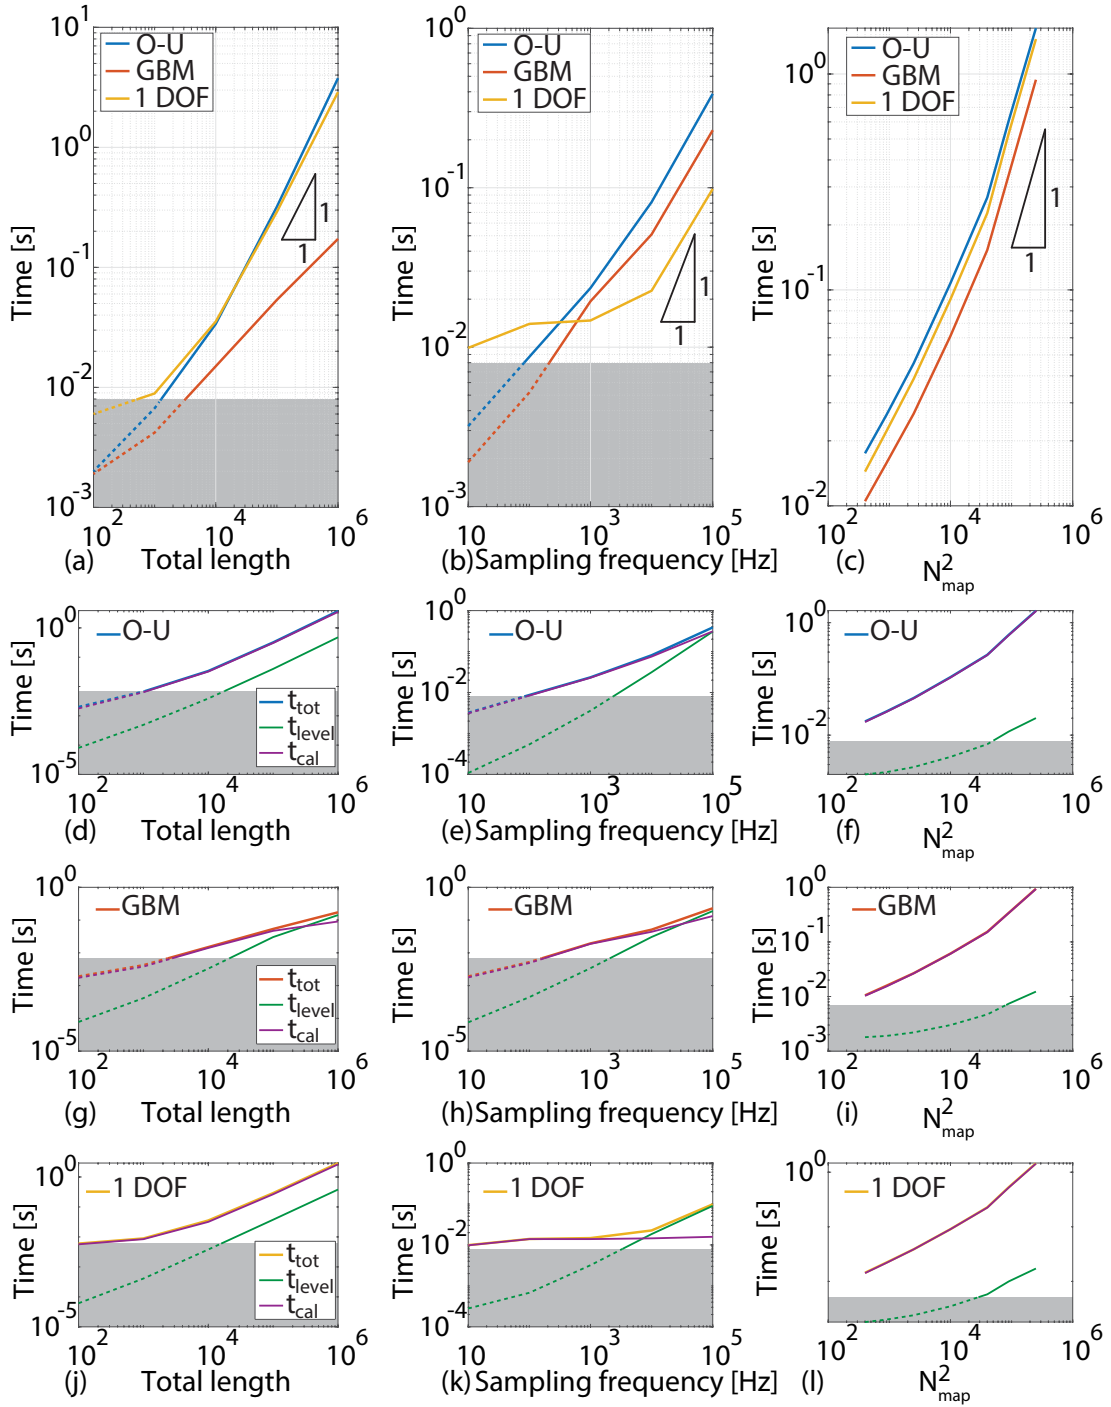 10^1
10^0
10^-1
10^-2
10^-3
Time [s]
O-U
GBM
1 DOF
1
1
10^2
10^4
10^6
(a)
Total length
10^0
10^-1
10^-2
10^-3
Time [s]
O-U
GBM
1 DOF
1
1
10
10^3
10^5
(b)
Sampling frequency [Hz]
10^0
10^-1
10^-2
Time [s]
O-U
GBM
1 DOF
1
1
10^2
10^4
10^6
(c)
N^2_map
10^0
10^-5
Time [s]
O-U
t_tot
t_level
t_cal
10^2
10^4
10^6
(d)
Total length
10^0
10^-2
10^-4
Time [s]
O-U
10
10^3
10^5
(e)
Sampling frequency [Hz]
10^0
10^-2
Time [s]
O-U
10^2
10^4
10^6
(f)
N^2_map
10^0
10^-5
Time [s]
GBM
t_tot
t_level
t_cal
10^2
10^4
10^6
(g)
Total length
10^0
10^-5
Time [s]
GBM
10
10^3
10^5
(h)
Sampling frequency [Hz]
10^0
10^-1
10^-2
10^-3
Time [s]
GBM
10^2
10^4
10^6
(i)
N^2_map
10^0
10^-5
Time [s]
1 DOF
t_tot
t_level
t_cal
10^2
10^4
10^6
(j)
Total length
10^0
10^-2
10^-4
Time [s]
1 DOF
10
10^3
10^5
(k)
Sampling frequency [Hz]
10^0
10^-2
Time [s]
1 DOF
10^2
10^4
10^6
(l)
N^2_map